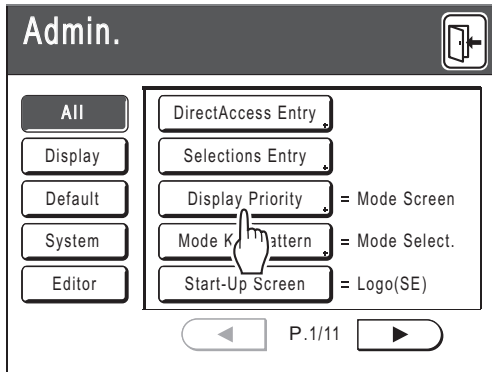 Admin.
All
Display
Default
System
Editor
DirectAccess Entry
Selections Entry
Display Priority = Mode Screen
Mode K attern = Mode Select.
Start-Up Screen = Logo(SE)
P.1/11